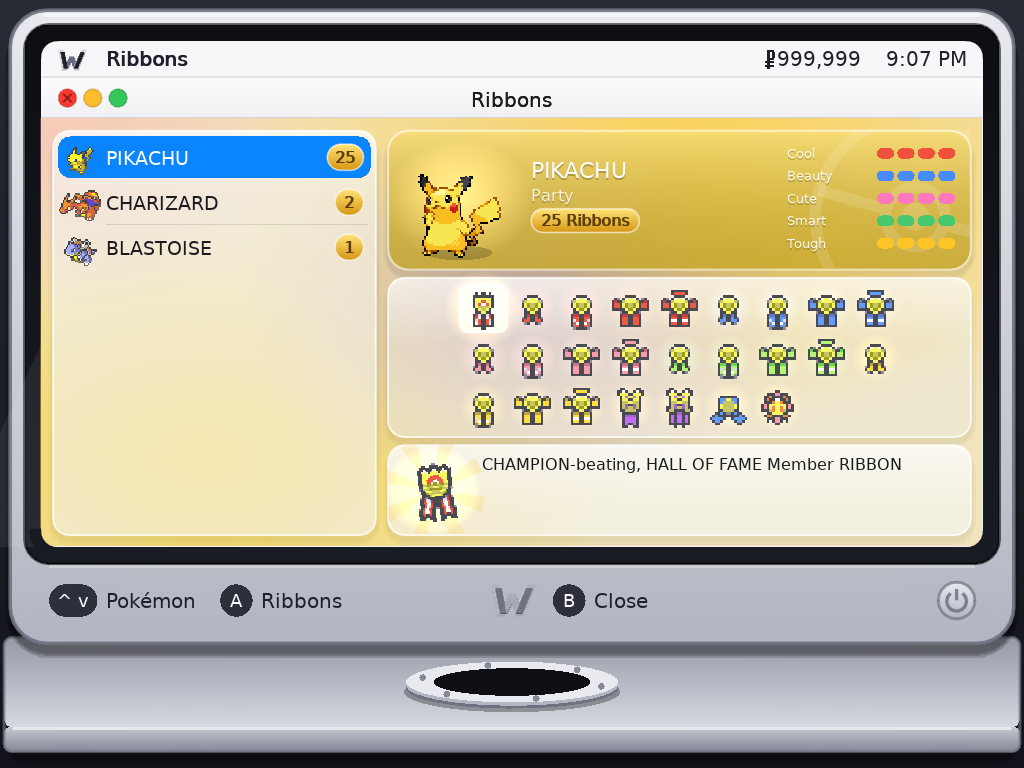 W Ribbons ₽999,999 9:07 PM
Ribbons
PIKACHU 25
CHARIZARD 2
BLASTOISE 1
PIKACHU
Party
25 Ribbons
Cool
Beauty
Cute
Smart
Tough
CHAMPION-beating, HALL OF FAME Member RIBBON
^ v Pokémon A Ribbons W B Close